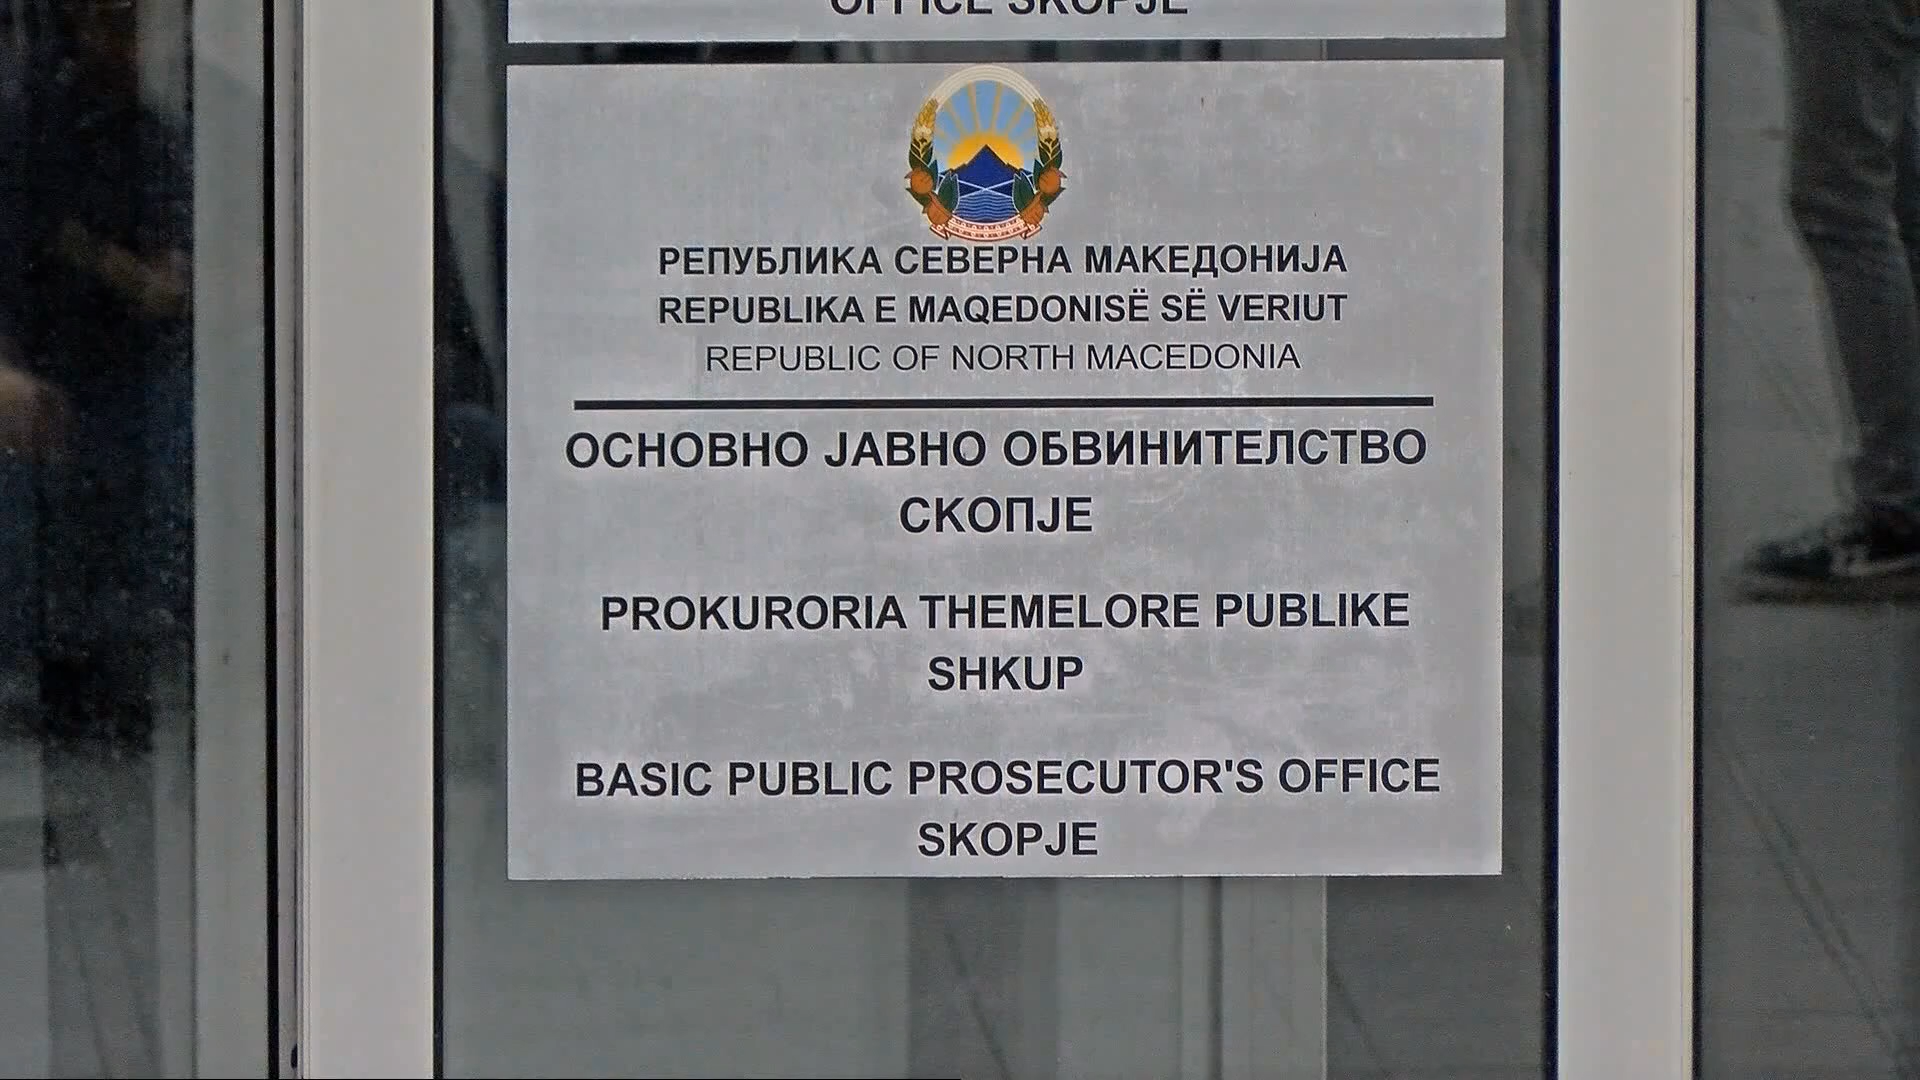 OFFICE SKOPJE
РЕПУБЛИКА СЕВЕРНА МАКЕДОНИЈА
REPUBLIKA E MAQEDONISË SË VERIUT
REPUBLIC OF NORTH MACEDONIA
ОСНОВНО ЈАВНО ОБВИНИТЕЛСТВО
СКОПЈЕ
PROKURORIA THEMELORE PUBLIKE
SHKUP
BASIC PUBLIC PROSECUTOR'S OFFICE
SKOPJE